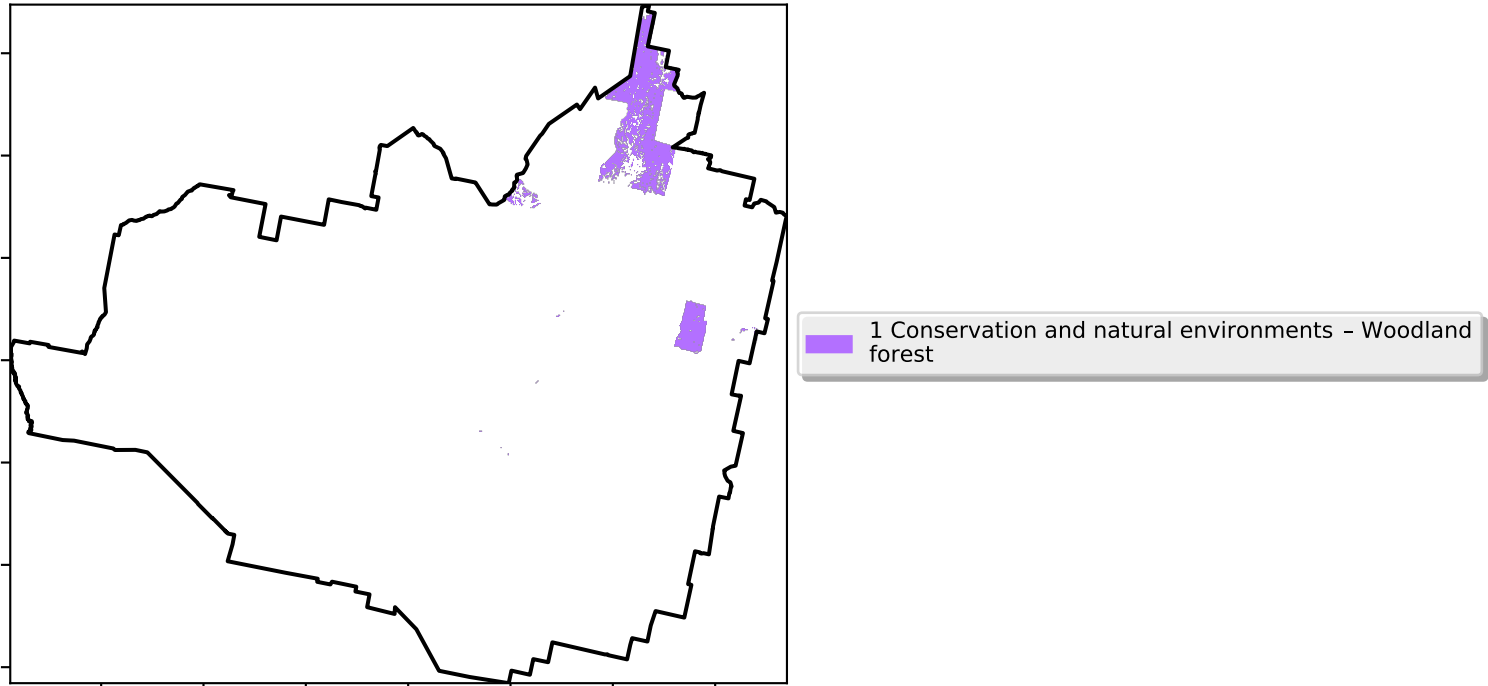 1 Conservation and natural environments – Woodland
forest